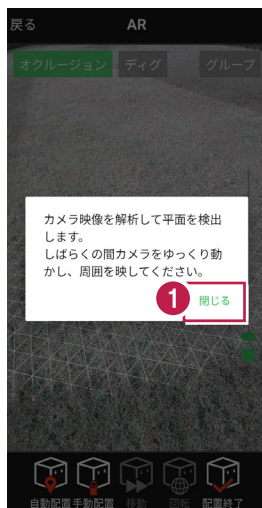 戻る AR
オクルージョン ディグ グループ
カメラ映像を解析して平面を検出
します。
しばらくの間カメラをゆっくり動
かし、周囲を映してください。
1 閉じる
自動配置 手動配置 移動 回転 配置終了